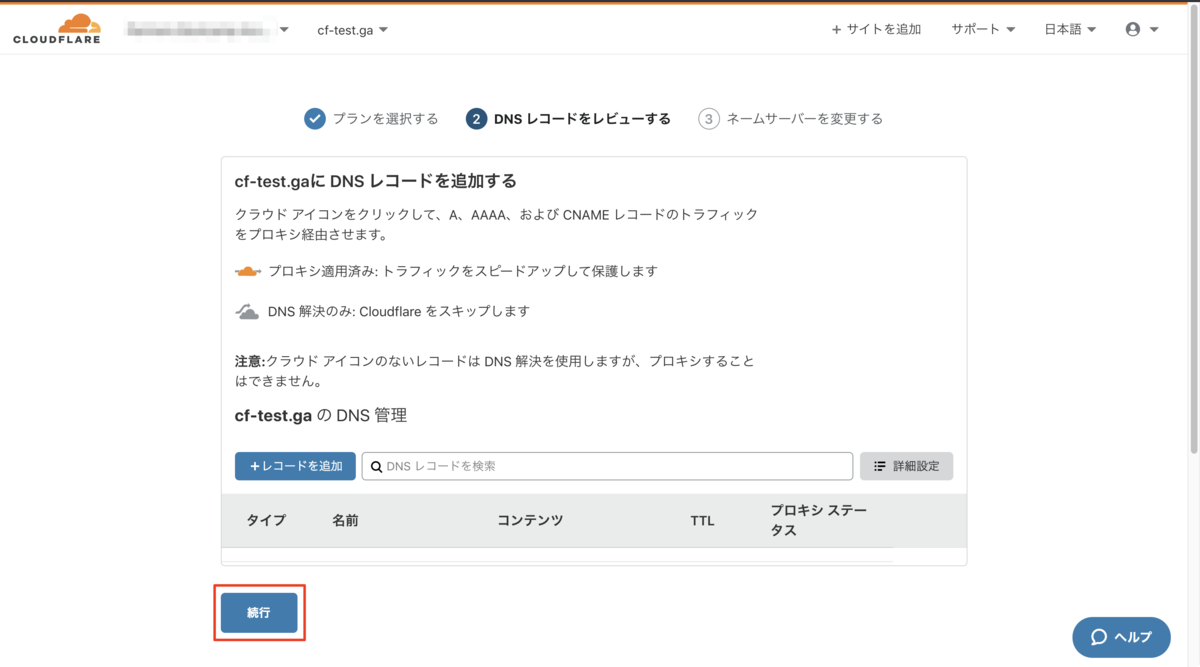 CLOUDFLARE
cf-test.ga
+ サイトを追加
サポート
日本語
プランを選択する
2 DNS レコードをレビューする
3 ネームサーバーを変更する
cf-test.gaに DNS レコードを追加する
クラウド アイコンをクリックして、A、AAAA、および CNAME レコードのトラフィック
をプロキシ経由させます。
プロキシ適用済み: トラフィックをスピードアップして保護します
DNS 解決のみ: Cloudflare をスキップします
注意:クラウド アイコンのないレコードは DNS 解決を使用しますが、プロキシすること
はできません。
cf-test.ga の DNS 管理
+レコードを追加
DNS レコードを検索
詳細設定
タイプ
名前
コンテンツ
TTL
プロキシ ステー
タス
続行
ヘルプ